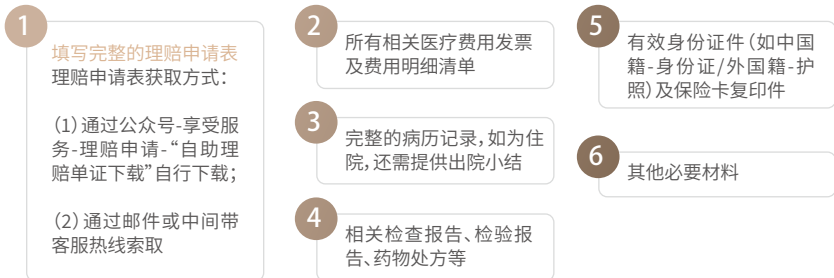 1
填写完整的理赔申请表
理赔申请表获取方式：
（1）通过公众号-享受服
务-理赔申请-“自助理
赔单证下载”自行下载；
（2）通过邮件或中间带
客服热线索取
2
所有相关医疗费用发票
及费用明细清单
3
完整的病历记录，如为住
院，还需提供出院小结
4
相关检查报告、检验报
告、药物处方等
5
有效身份证件（如中国
籍-身份证/外国籍-护
照）及保险卡复印件
6
其他必要材料